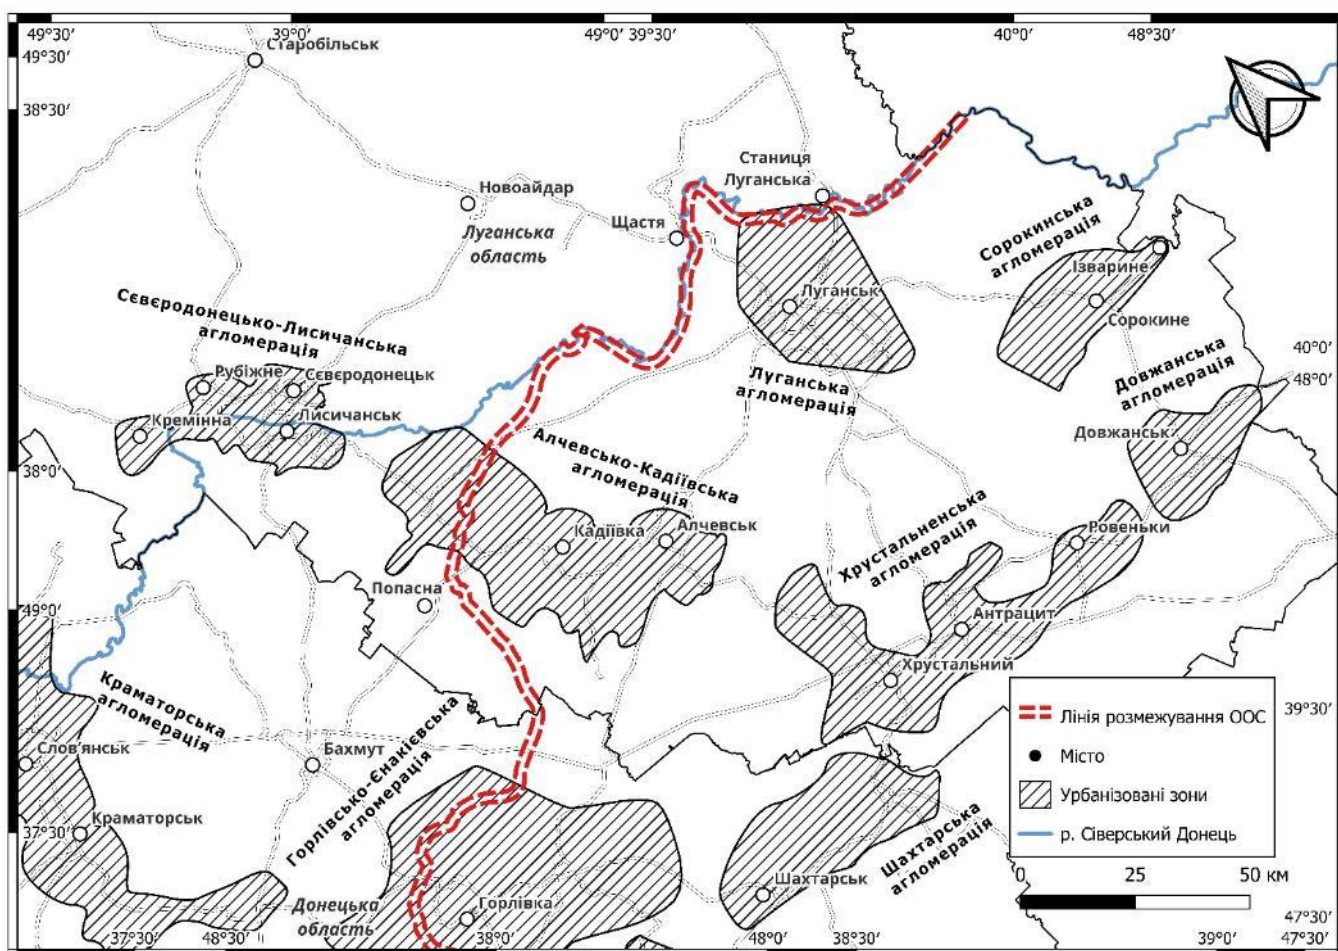 49°30′
39°0′
49°0′
39°30′
40°0′
48°30′
49°30′
38°30′
Старобільськ
Станиця
Луганська
Новоайдар
Щастя
Луганська
область
Сорокинська
агломерація
Ізварине
Сорокине
Луганськ
Сєвєродонецько-Лисичанська
агломерація
Рубіжне
Сєвєродонецьк
Лисичанськ
Кремінна
Луганська
агломерація
Довжанська
агломерація
40°0′
48°0′
Довжанськ
38°0′
Алчевсько-Кадіївська
агломерація
Кадіївка
Алчевськ
Хрустальненська
агломерація
Ровеньки
Попасна
49°0′
Антрацит
Хрустальний
Краматорська
агломерація
Слов'янськ
Бахмут
Горлівсько-Єнакієвська
агломерація
Краматорськ
37°30′
Шахтарська
агломерація
Шахтарськ
Донецька
область
Горлівка
39°30′
Лінія розмежування ООС
Місто
Урбанізовані зони
р. Сіверський Донець
0 25 50 км
47°30′
37°30′
48°30′
38°0′
48°0′
38°30′
39°0′